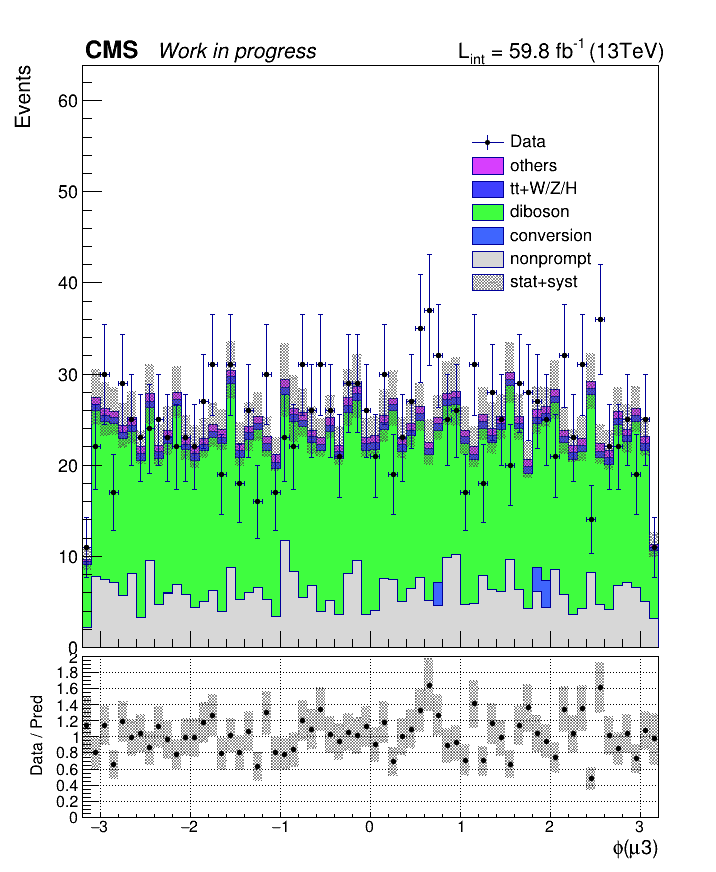 CMS Work in progress L_int = 59.8 fb⁻¹ (13TeV)
Events
60
50
40
30
20
10
0
Data
others
tt+W/Z/H
diboson
conversion
nonprompt
stat+syst
Data / Pred
2
1.8
1.6
1.4
1.2
1
0.8
0.6
0.4
0.2
0
−3 −2 −1 0 1 2 3
ϕ(μ3)